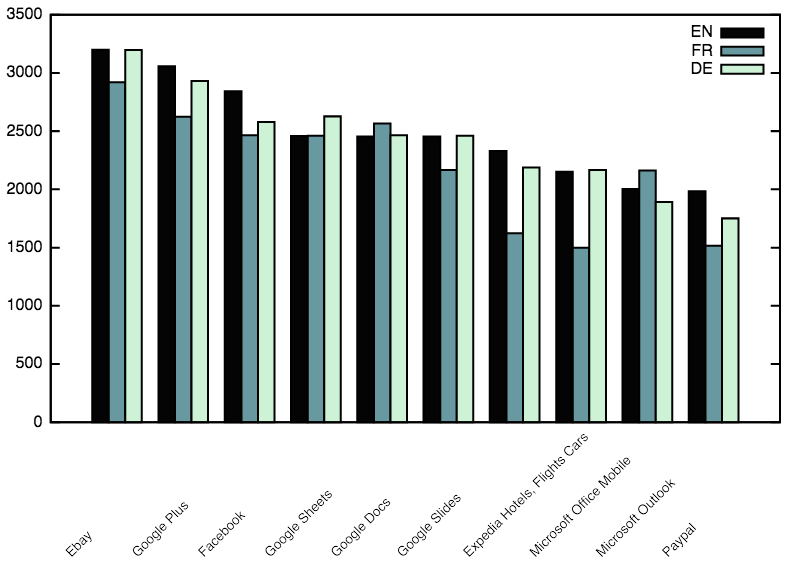 3500
3000
2500
2000
1500
1000
500
0
EN
FR
DE
Ebay
Google Plus
Facebook
Google Sheets
Google Docs
Google Slides
Expedia Hotels, Flights Cars
Microsoft Office Mobile
Microsoft Outlook
Paypal